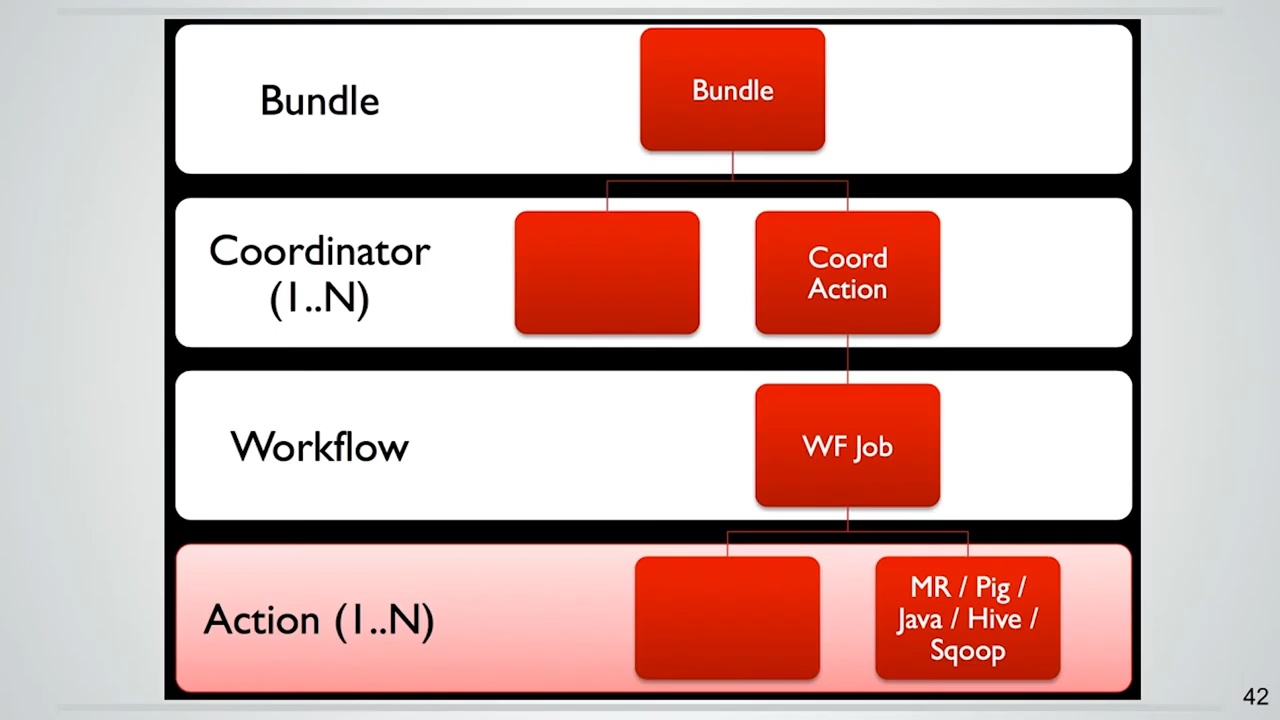 Bundle
Bundle
Coordinator
(1..N)
Coord
Action
Workflow
WF Job
Action (1..N)
MR / Pig /
Java / Hive /
Sqoop
42